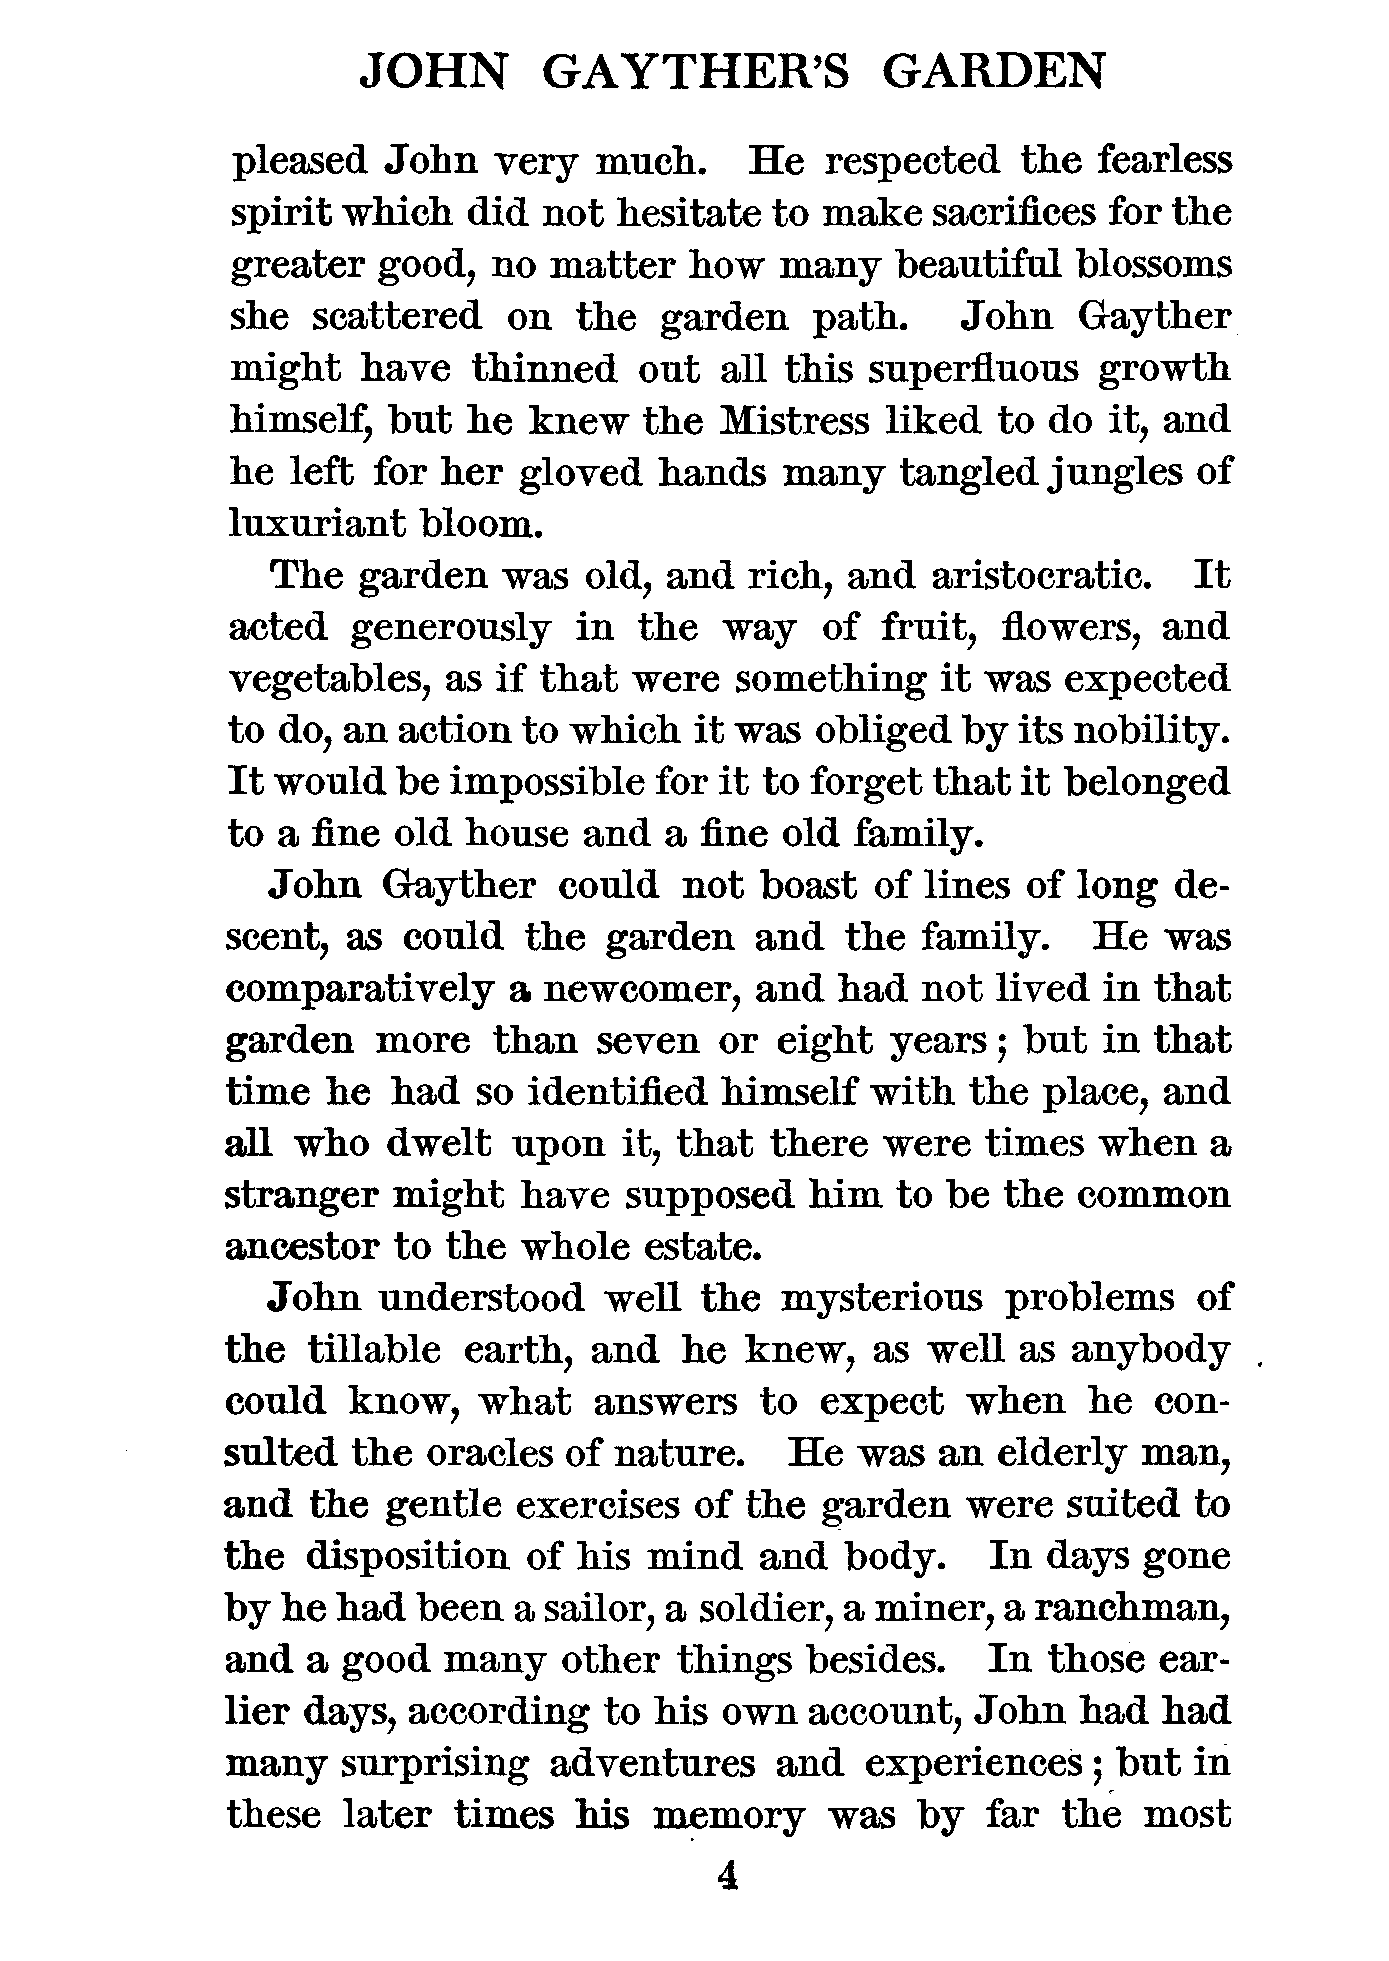 JOHN GAYTHER'S GARDEN
pleased John very much. He respected the fearless
spirit which did not hesitate to make sacrifices for the
greater good, no matter how many beautiful blossoms
she scattered on the garden path. John Gayther
might have thinned out all this superfluous growth
himself, but he knew the Mistress liked to do it, and
he left for her gloved hands many tangled jungles of
luxuriant bloom.
The garden was old, and rich, and aristocratic. It
acted generously in the way of fruit, flowers, and
vegetables, as if that were something it was expected
to do, an action to which it was obliged by its nobility.
It would be impossible for it to forget that it belonged
to a fine old house and a fine old family.
John Gayther could not boast of lines of long de-
scent, as could the garden and the family. He was
comparatively a newcomer, and had not lived in that
garden more than seven or eight years; but in that
time he had so identified himself with the place, and
all who dwelt upon it, that there were times when a
stranger might have supposed him to be the common
ancestor to the whole estate.
John understood well the mysterious problems of
the tillable earth, and he knew, as well as anybody
could know, what answers to expect when he con-
sulted the oracles of nature. He was an elderly man,
and the gentle exercises of the garden were suited to
the disposition of his mind and body. In days gone
by he had been a sailor, a soldier, a miner, a ranchman,
and a good many other things besides. In those ear-
lier days, according to his own account, John had had
many surprising adventures and experiences; but in
these later times his memory was by far the most
4